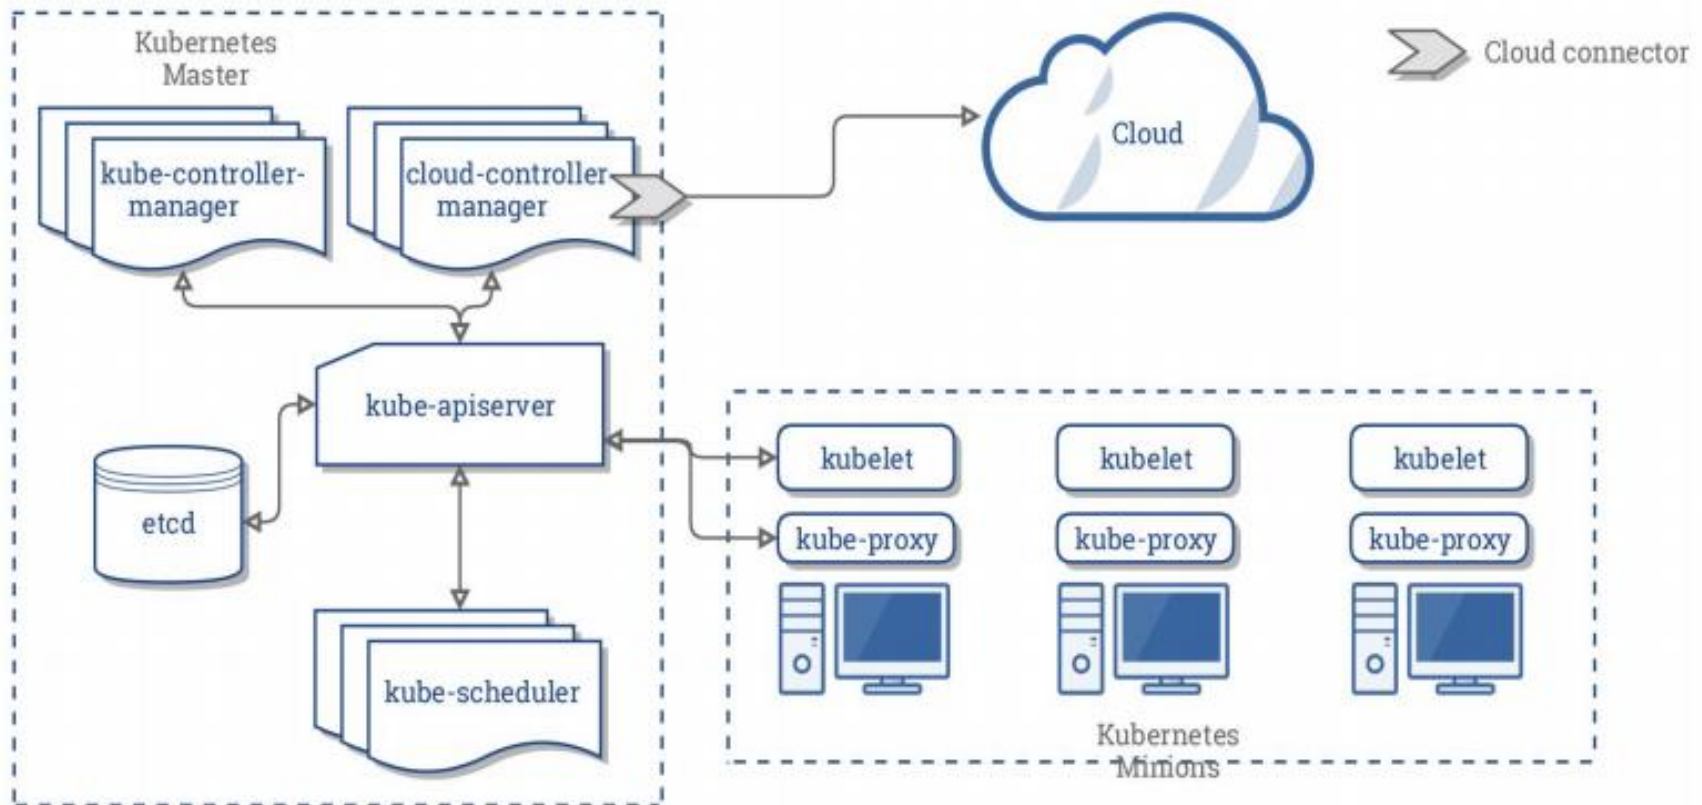 Kubernetes
Master
kube-controller-
manager
cloud-controller-
manager
Cloud
Cloud connector
kube-apiserver
etcd
kube-scheduler
kubelet
kubelet
kubelet
kube-proxy
kube-proxy
kube-proxy
Kubernetes
Minions